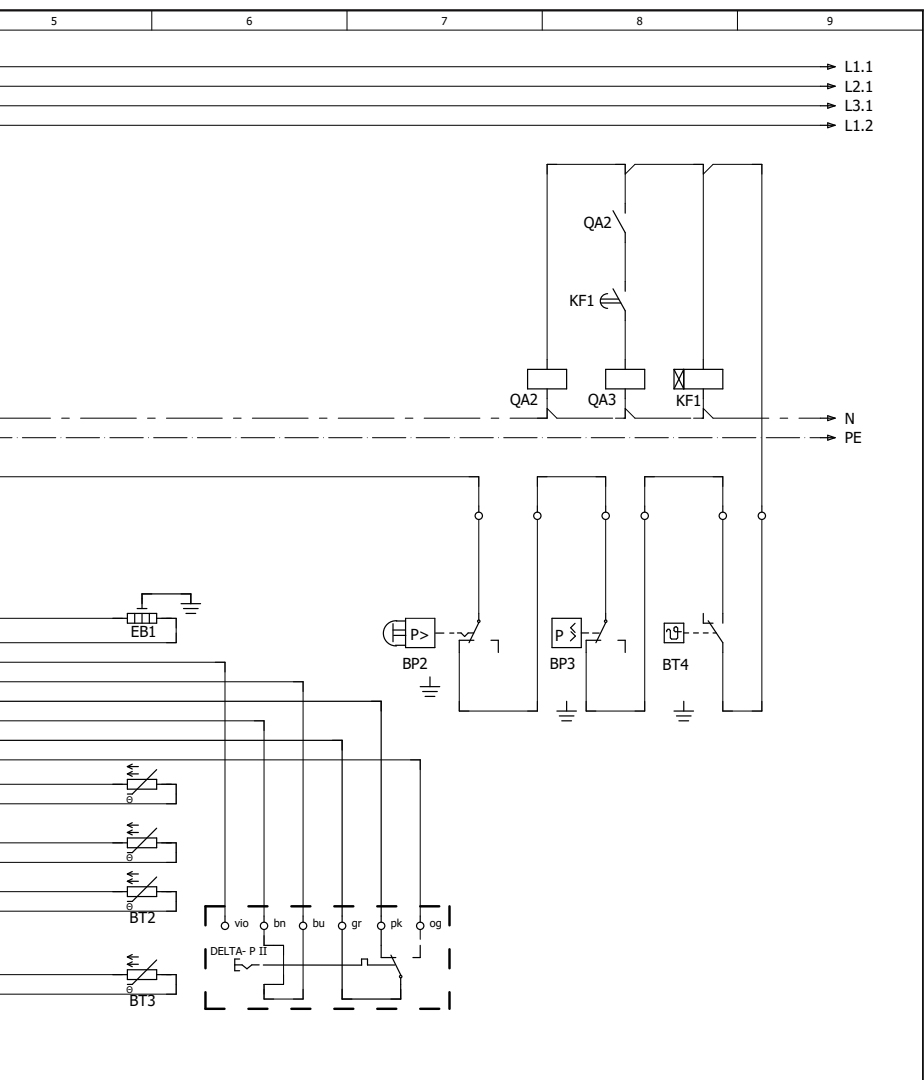 5 6 7 8 9
L1.1
L2.1
L3.1
L1.2
QA2
KF1
QA2 QA3 KF1
N
PE
EB1
P> P
BP2 BP3 BT4
θ
θ
θ
BT2
vio bn bu gr pk og
DELTA- P II
θ
BT3